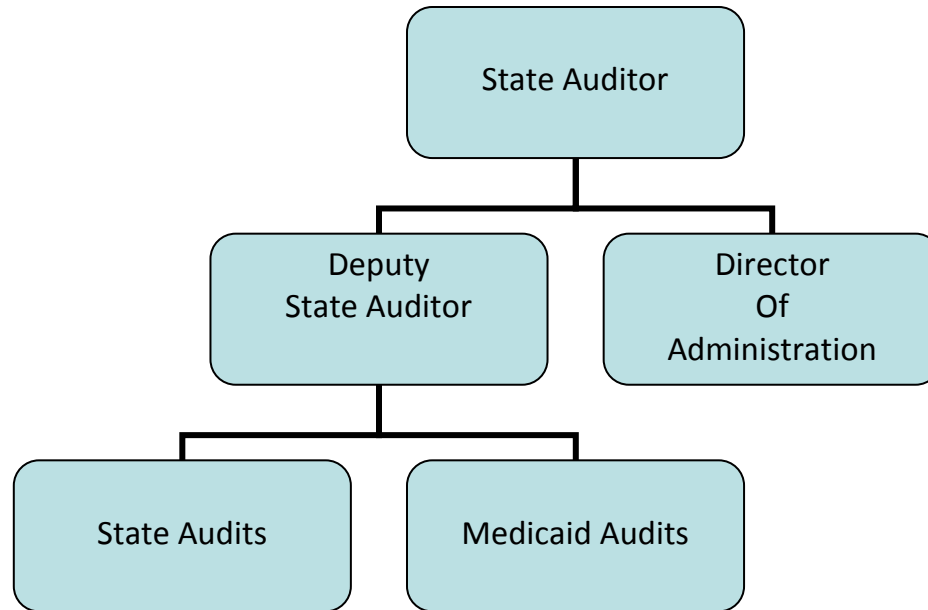 State Auditor
Deputy
State Auditor
Director
Of
Administration
State Audits
Medicaid Audits